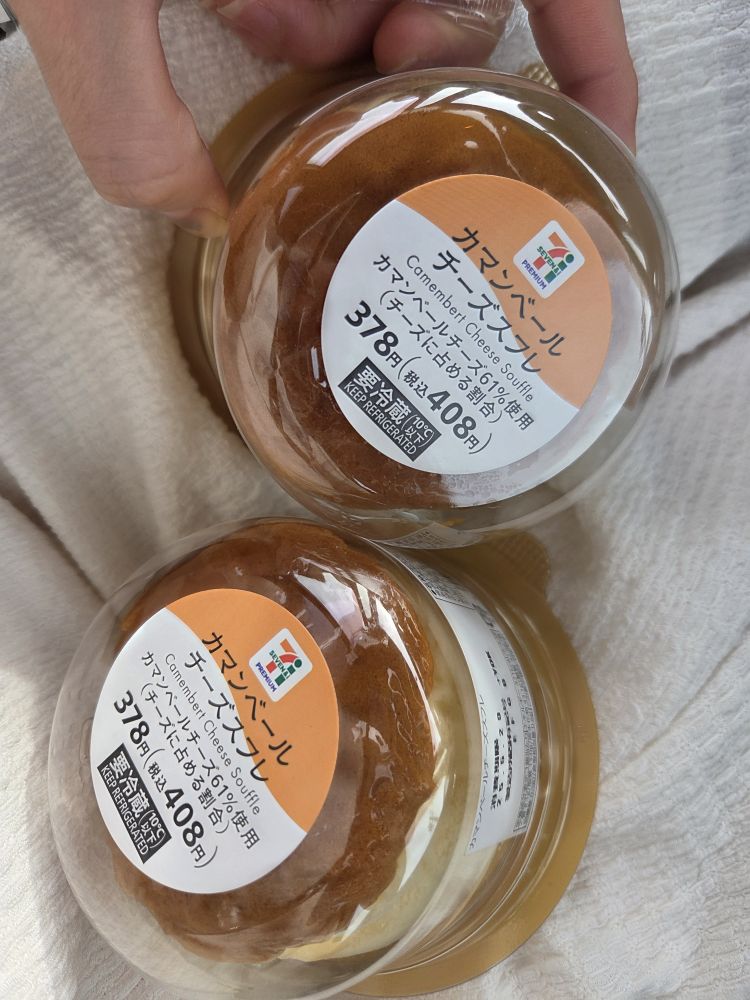 7
SEVEN&i
PREMIUM
カマンベール
チーズスフレ
Camembert Cheese Souffle
カマンベールチーズ61%使用
(チーズに占める割合)
378円(税込408円)
要冷蔵(10℃以下)
KEEP REFRIGERATED
7
SEVEN&i
PREMIUM
カマンベール
チーズスフレ
Camembert Cheese Souffle
カマンベールチーズ61%使用
(チーズに占める割合)
378円(税込408円)
要冷蔵(10℃以下)
KEEP REFRIGERATED